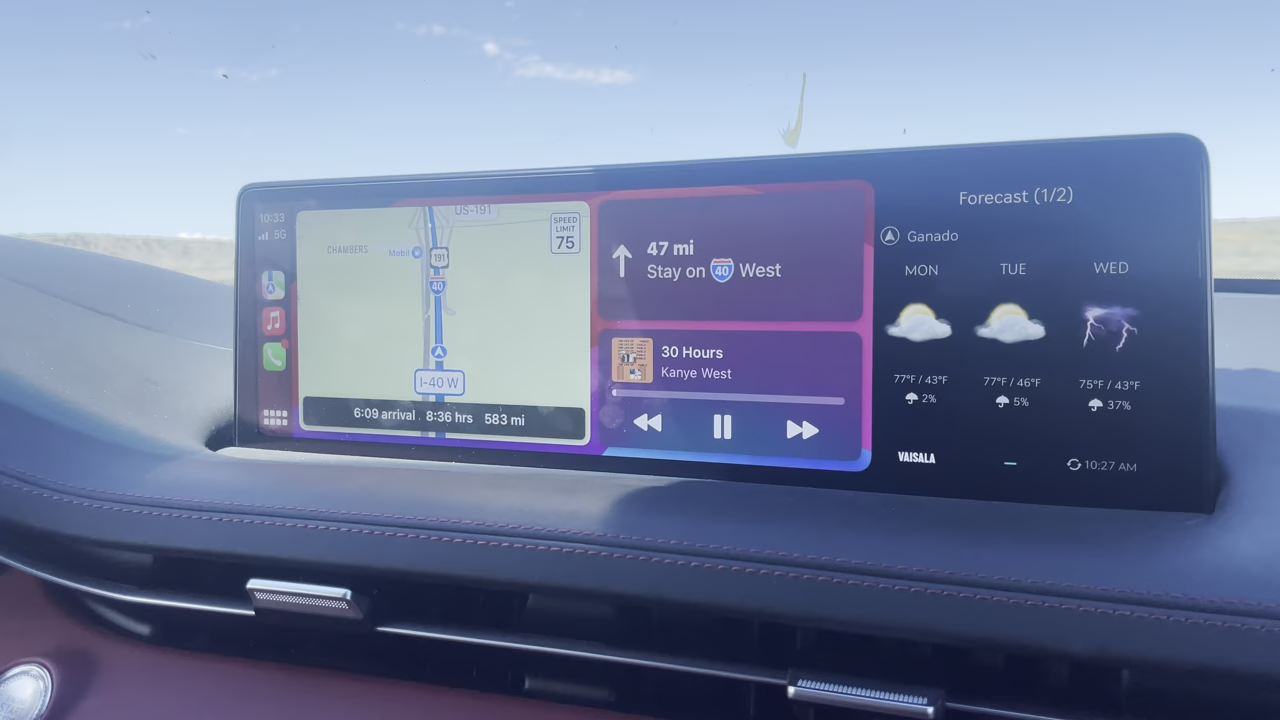 10:33
5G
US-191
CHAMBERS
Mobil
191
40
SPEED
LIMIT
75
I-40 W
6:09 arrival 8:36 hrs 583 mi
47 mi
Stay on 40 West
30 Hours
Kanye West
Forecast (1/2)
Ganado
MON TUE WED
77°F / 43°F 77°F / 46°F 75°F / 43°F
2% 5% 37%
VAISALA
10:27 AM